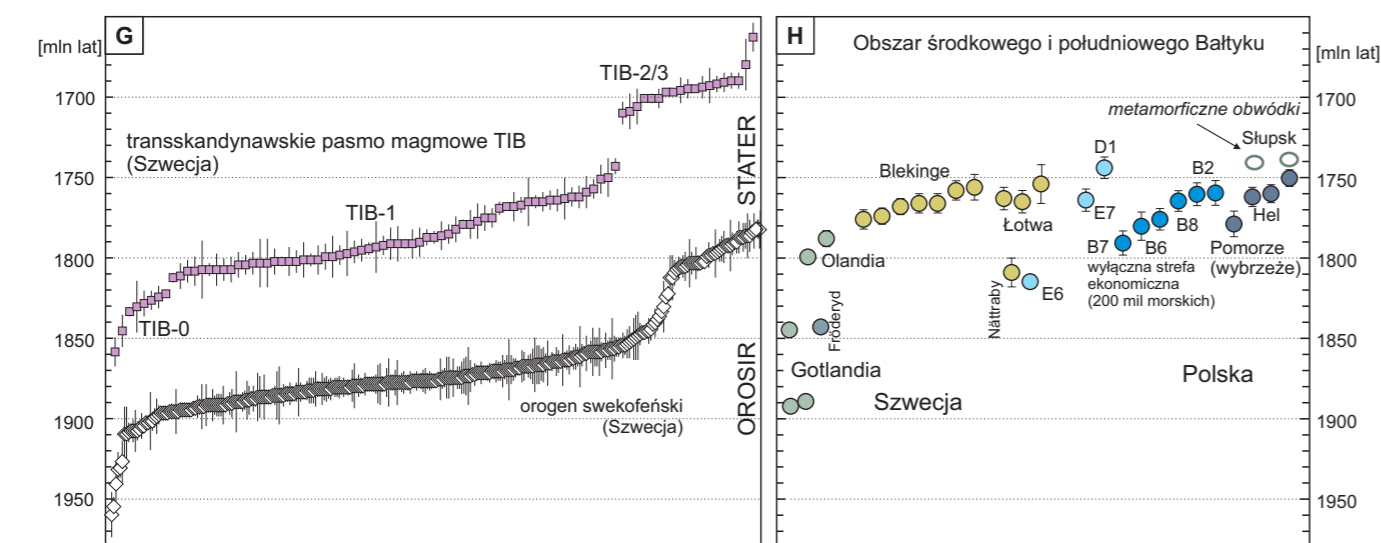 G
[mln lat]
1700
1750
1800
1850
1900
1950
TIB-2/3
transskandynawskie pasmo magmowe TIB
(Szwecja)
TIB-1
TIB-0
orogen swekofeński
(Szwecja)
STATER
OROSIR
H
Obszar środkowego i południowego Bałtyku
[mln lat]
1700
1750
1800
1850
1900
1950
metamorficzne obwódki
Słupsk
D1
Blekinge
B2
E7
Łotwa
B8
Hel
B7
B6
Pomorze
(wybrzeże)
Olandia
wyłączna strefa
ekonomiczna
(200 mil morskich)
E6
Nättraby
Fröderyd
Gotlandia
Polska
Szwecja